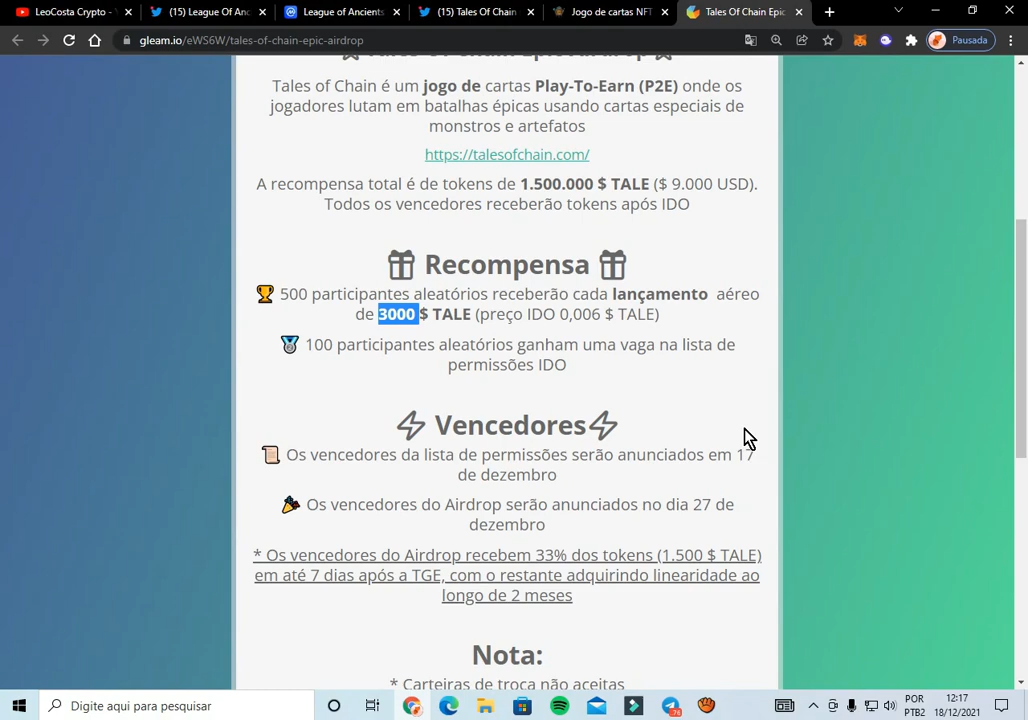 LeoCosta Crypto - Y
(15) League Of Anc
League of Ancients
(15) Tales Of Chain
Jogo de cartas NFT
Tales Of Chain Epic
gleam.io/eWS6W/tales-of-chain-epic-airdrop
Pausada
Tales of Chain é um jogo de cartas Play-To-Earn (P2E) onde os
jogadores lutam em batalhas épicas usando cartas especiais de
monstros e artefatos
https://talesofchain.com/
A recompensa total é de tokens de 1.500.000 $ TALE ($ 9.000 USD).
Todos os vencedores receberão tokens após IDO
Recompensa
500 participantes aleatórios receberão cada lançamento aéreo
de 3000 $ TALE (preço IDO 0,006 $ TALE)
100 participantes aleatórios ganham uma vaga na lista de
permissões IDO
Vencedores
Os vencedores da lista de permissões serão anunciados em 17
de dezembro
Os vencedores do Airdrop serão anunciados no dia 27 de
dezembro
* Os vencedores do Airdrop recebem 33% dos tokens (1.500 $ TALE)
em até 7 dias após a TGE, com o restante adquirindo linearidade ao
longo de 2 meses
Nota:
* Carteiras de troca não aceitas
Digite aqui para pesquisar
POR
PTB2
12:17
18/12/2021